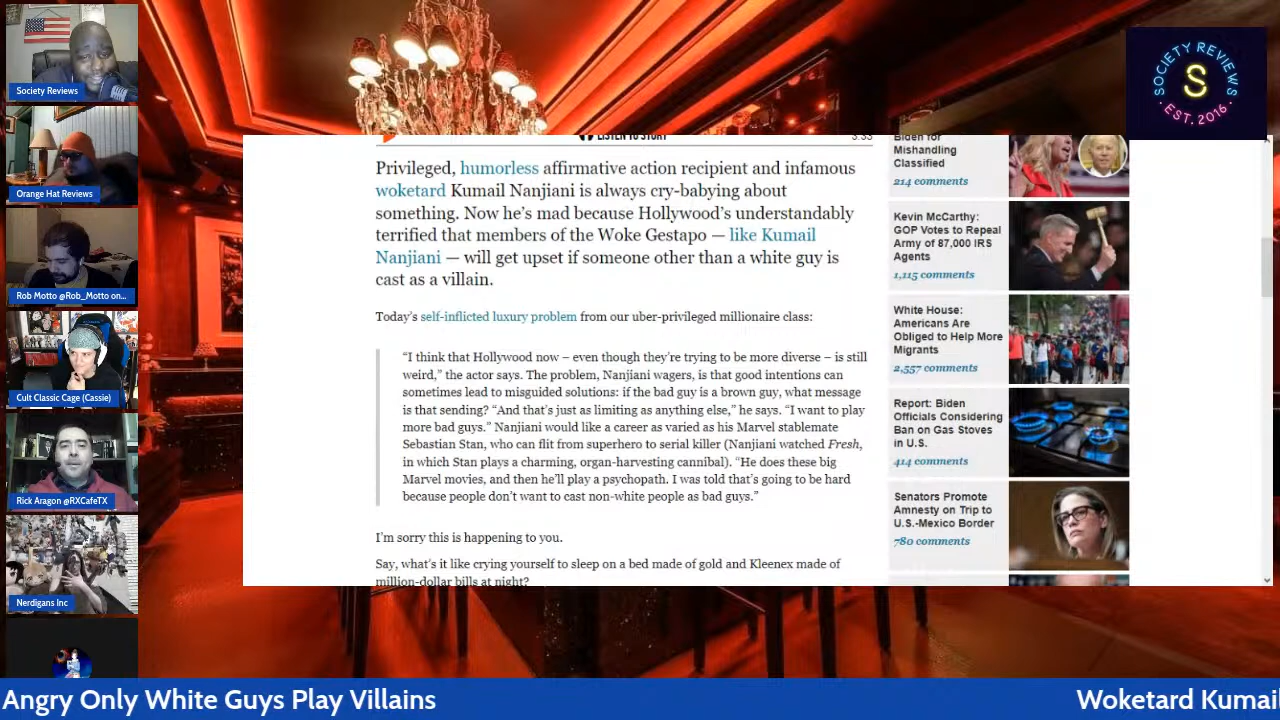 Society Reviews
Orange Hat Reviews
Rob Motto @Rob_Motto on...
Cult Classic Cage (Cassie)
Rick Aragon @RXCafeTX
Nerdigans Inc
SOCIETY REVIEWS
S
· EST. 2016 ·
LISTEN TO STORY
3:33
Privileged, humorless affirmative action recipient and infamous
woketard Kumail Nanjiani is always cry-babying about
something. Now he's mad because Hollywood's understandably
terrified that members of the Woke Gestapo — like Kumail
Nanjiani — will get upset if someone other than a white guy is
cast as a villain.
Today's self-inflicted luxury problem from our uber-privileged millionaire class:
“I think that Hollywood now – even though they're trying to be more diverse – is still
weird,” the actor says. The problem, Nanjiani wagers, is that good intentions can
sometimes lead to misguided solutions: if the bad guy is a brown guy, what message
is that sending? “And that's just as limiting as anything else,” he says. “I want to play
more bad guys.” Nanjiani would like a career as varied as his Marvel stablemate
Sebastian Stan, who can flit from superhero to serial killer (Nanjiani watched Fresh,
in which Stan plays a charming, organ-harvesting cannibal). “He does these big
Marvel movies, and then he'll play a psychopath. I was told that's going to be hard
because people don't want to cast non-white people as bad guys.”
I'm sorry this is happening to you.
Say, what's it like crying yourself to sleep on a bed made of gold and Kleenex made of
million-dollar bills at night?
Biden for
Mishandling
Classified
214 comments
Kevin McCarthy:
GOP Votes to Repeal
Army of 87,000 IRS
Agents
1,115 comments
White House:
Americans Are
Obliged to Help More
Migrants
2,557 comments
Report: Biden
Officials Considering
Ban on Gas Stoves
in U.S.
414 comments
Senators Promote
Amnesty on Trip to
U.S.-Mexico Border
780 comments
Angry Only White Guys Play Villains
Woketard Kumail